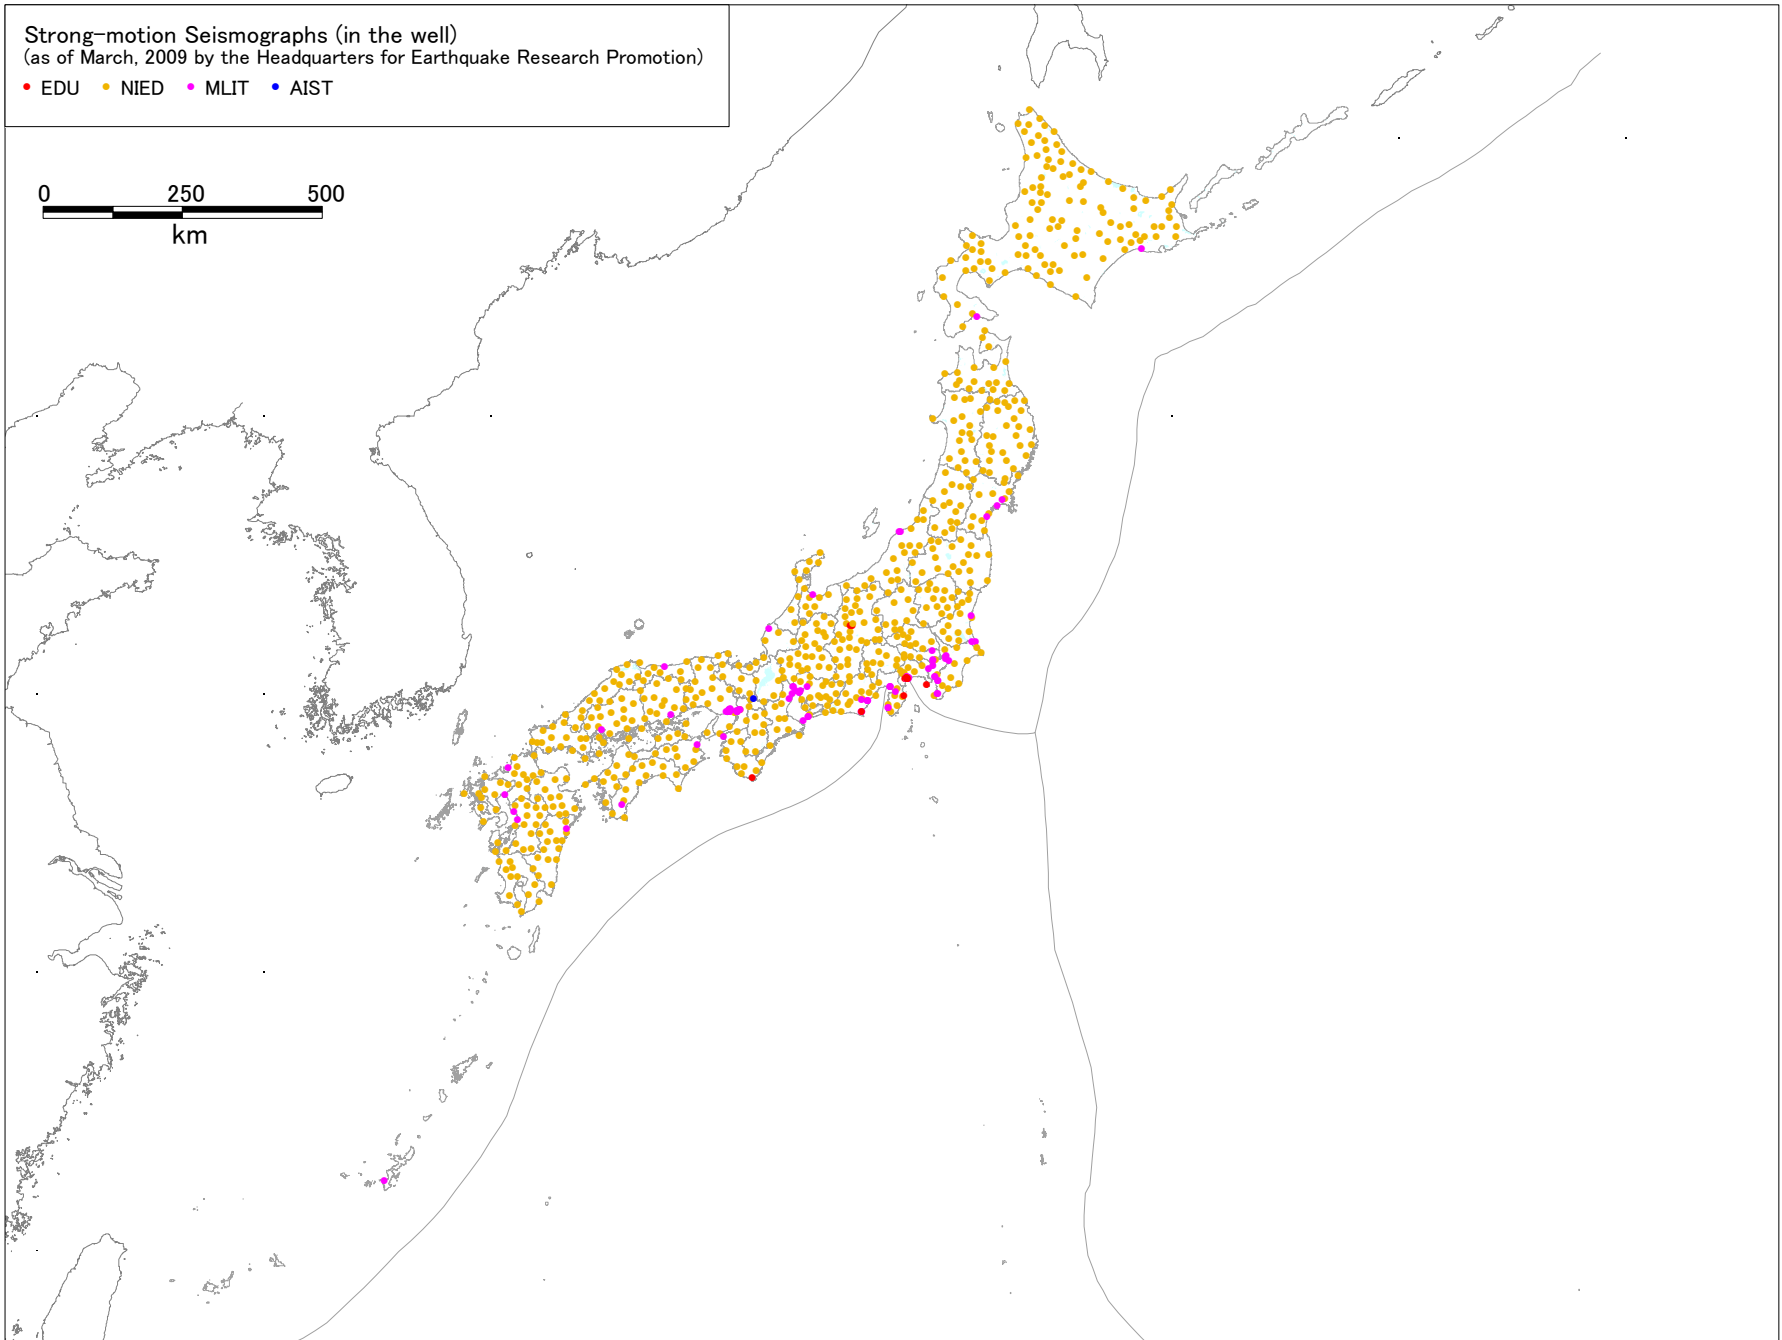 Strong-motion Seismographs (in the well)
(as of March, 2009 by the Headquarters for Earthquake Research Promotion)
EDU NIED MLIT AIST
0 250 500
km